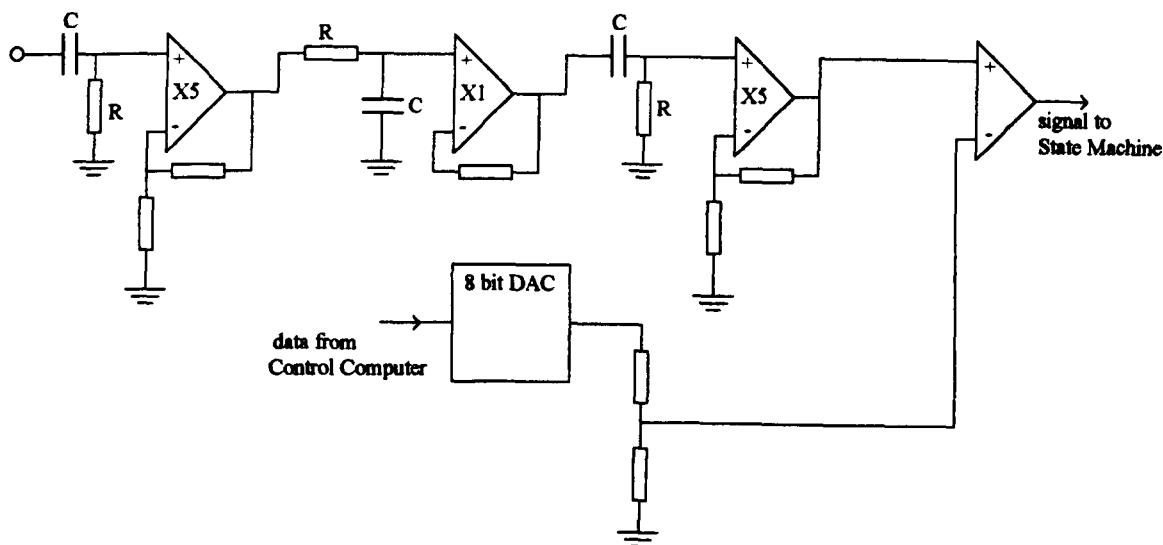 C
R
+
X5
-
R
C
+
X1
-
C
R
+
X5
-
+
-
signal to
State Machine
8 bit DAC
data from
Control Computer